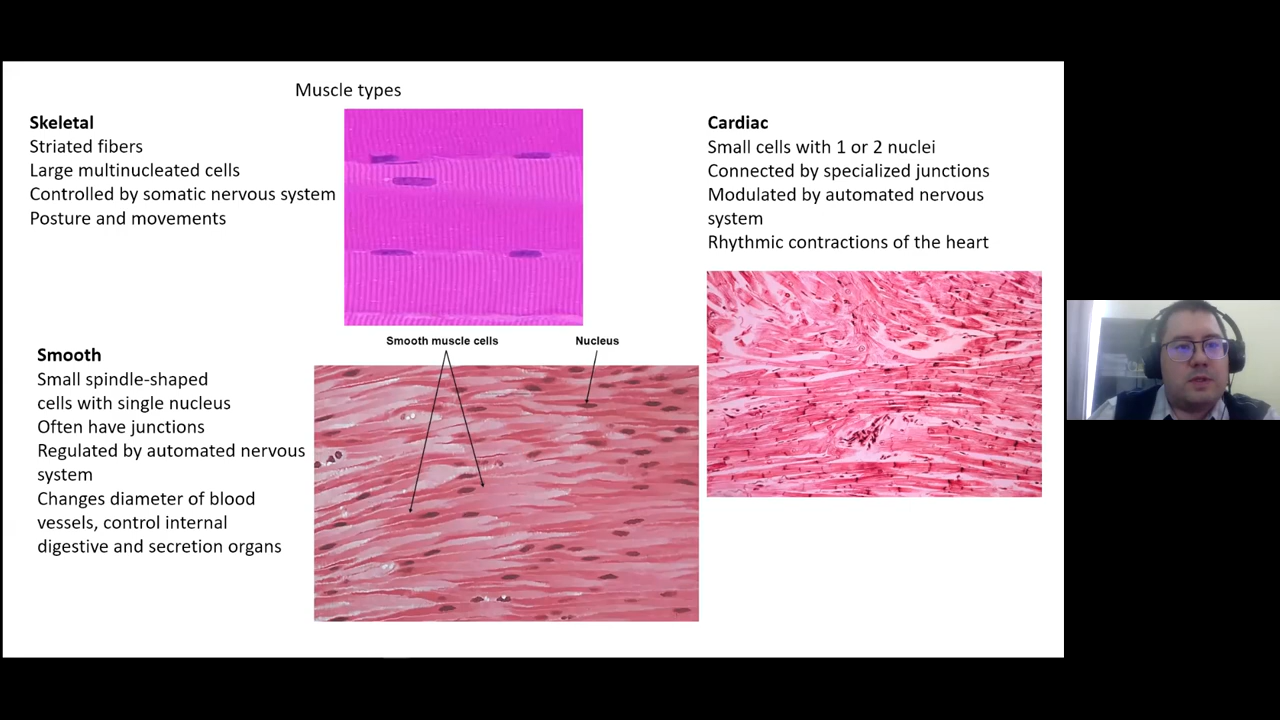 Muscle types
Skeletal
Striated fibers
Large multinucleated cells
Controlled by somatic nervous system
Posture and movements
Cardiac
Small cells with 1 or 2 nuclei
Connected by specialized junctions
Modulated by automated nervous
system
Rhythmic contractions of the heart
Smooth muscle cells
Nucleus
Smooth
Small spindle-shaped
cells with single nucleus
Often have junctions
Regulated by automated nervous
system
Changes diameter of blood
vessels, control internal
digestive and secretion organs